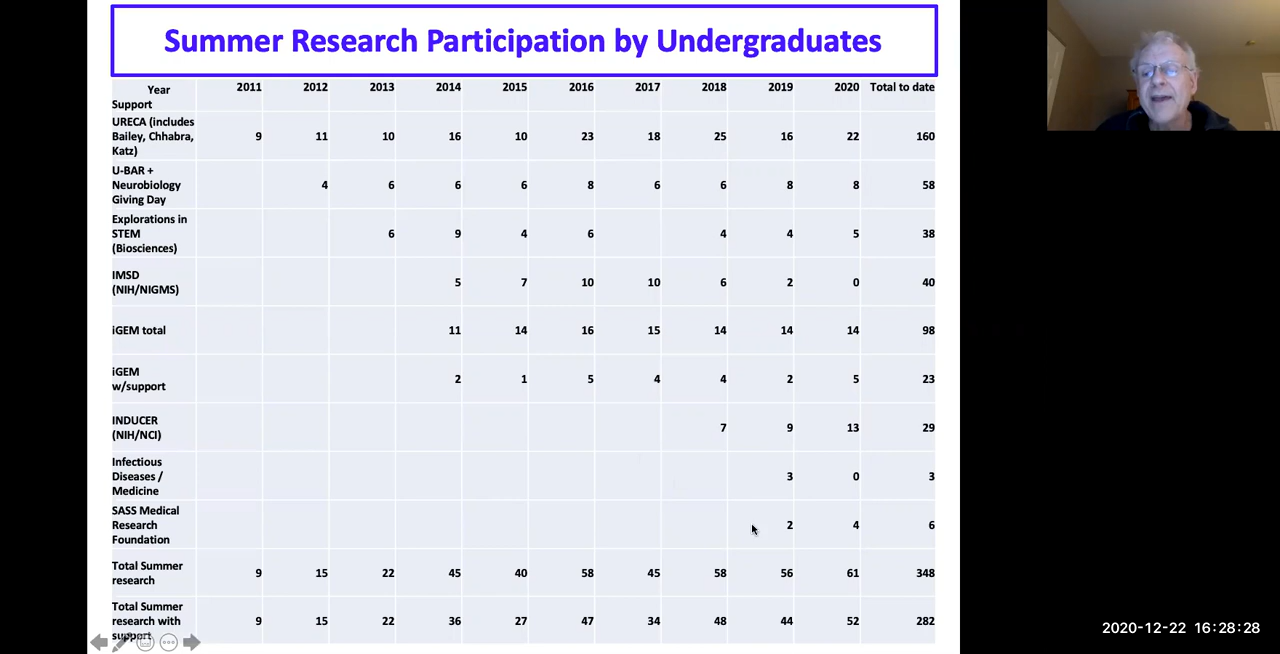 Summer Research Participation by Undergraduates
Year 2011 2012 2013 2014 2015 2016 2017 2018 2019 2020 Total to date
Support
URECA (includes
Bailey, Chhabra, 9 11 10 16 10 23 18 25 16 22 160
Katz)
U-BAR +
Neurobiology 4 6 6 6 8 6 6 8 8 58
Giving Day
Explorations in
STEM 6 9 4 6 4 4 5 38
(Biosciences)
IMSD
(NIH/NIGMS) 5 7 10 10 6 2 0 40
iGEM total 11 14 16 15 14 14 14 98
iGEM
w/support 2 1 5 4 4 2 5 23
INDUCER
(NIH/NCI) 7 9 13 29
Infectious
Diseases / 3 0 3
Medicine
SASS Medical
Research 2 4 6
Foundation
Total Summer
research 9 15 22 45 40 58 45 58 56 61 348
Total Summer
research with 9 15 22 36 27 47 34 48 44 52 282
support
2020-12-22 16:28:28